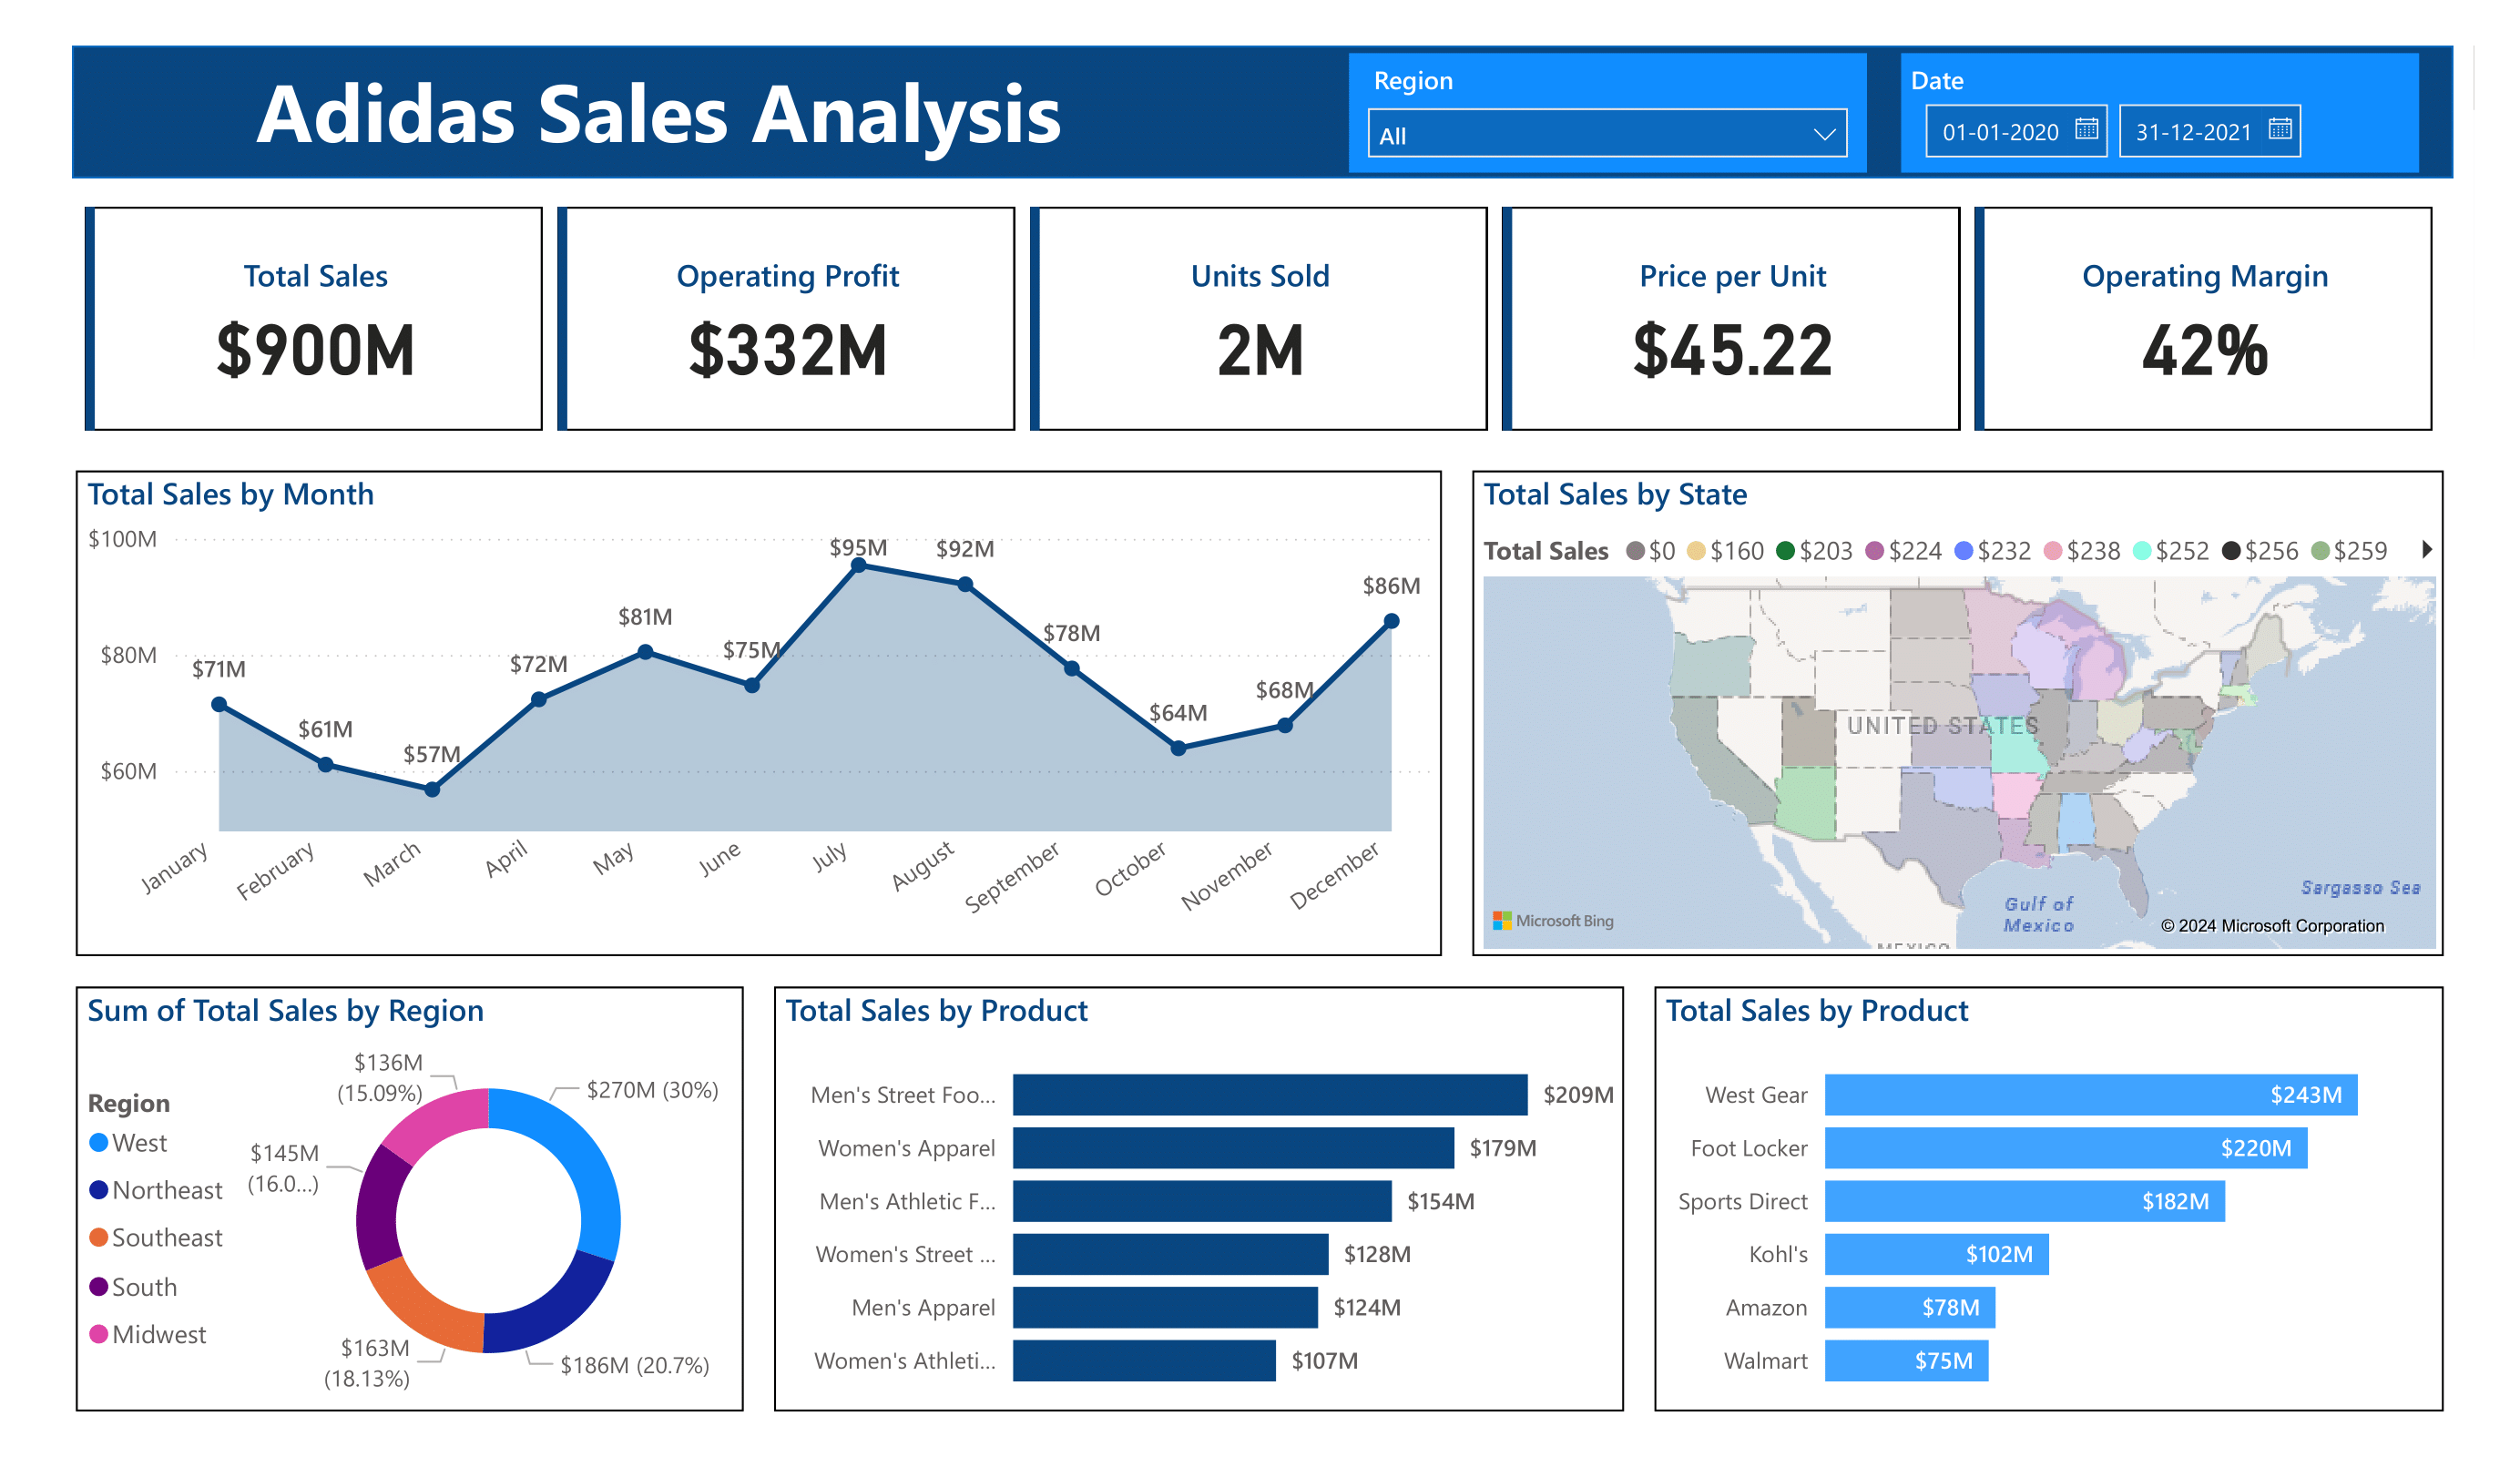 Adidas Sales Analysis
Region
All
Date
01-01-2020
31-12-2021
Total Sales
$900M
Operating Profit
$332M
Units Sold
2M
Price per Unit
$45.22
Operating Margin
42%
Total Sales by Month
$100M
$80M
$60M
$71M
$61M
$57M
$72M
$81M
$75M
$95M
$92M
$78M
$64M
$68M
$86M
January
February
March
April
May
June
July
August
September
October
November
December
Total Sales by State
Total Sales $0 $160 $203 $224 $232 $238 $252 $256 $259
UNITED STATES
Sargasso Sea
Gulf of
Mexico
Microsoft Bing
© 2024 Microsoft Corporation
MEXICO
Sum of Total Sales by Region
Region
West
Northeast
Southeast
South
Midwest
$136M
(15.09%)
$270M (30%)
$145M
(16.0...)
$163M
(18.13%)
$186M (20.7%)
Total Sales by Product
Men's Street Foo... $209M
Women's Apparel $179M
Men's Athletic F... $154M
Women's Street ... $128M
Men's Apparel $124M
Women's Athleti... $107M
Total Sales by Product
West Gear $243M
Foot Locker $220M
Sports Direct $182M
Kohl's $102M
Amazon $78M
Walmart $75M